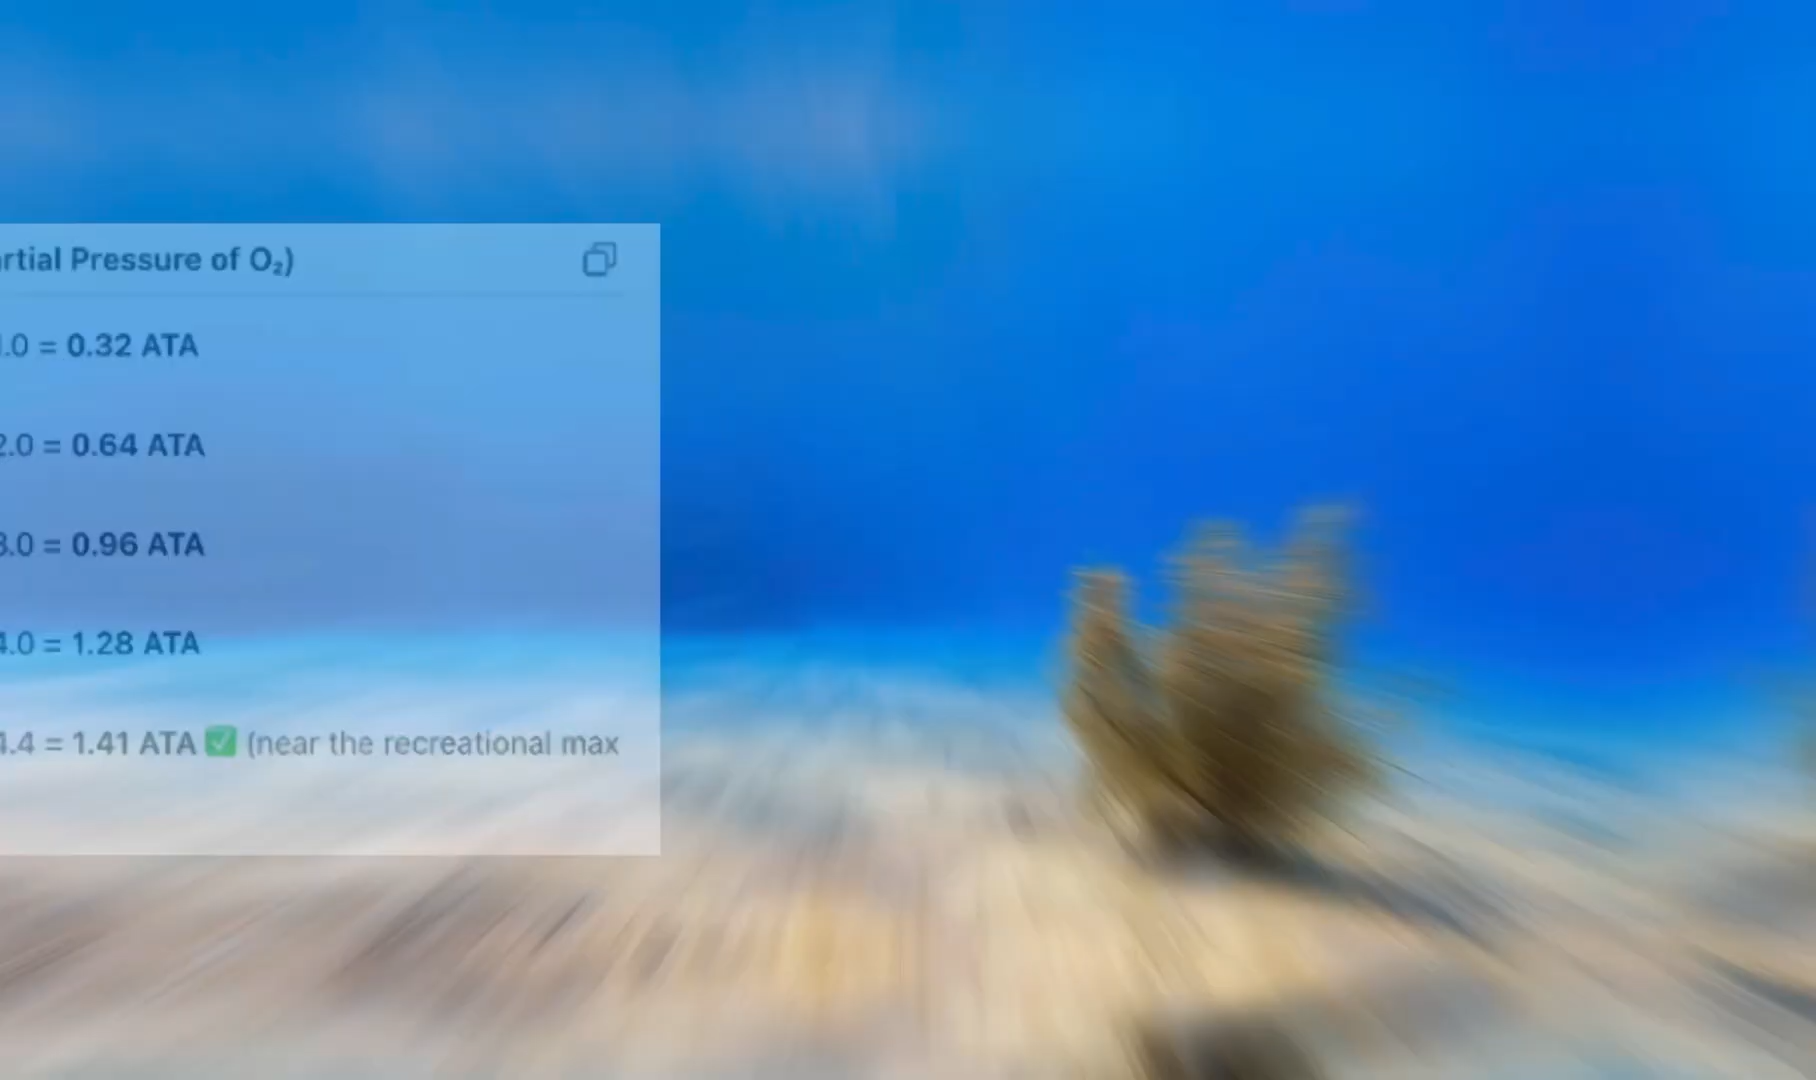 rtial Pressure of O₂)
.0 = 0.32 ATA
2.0 = 0.64 ATA
3.0 = 0.96 ATA
4.0 = 1.28 ATA
4.4 = 1.41 ATA ✅ (near the recreational max